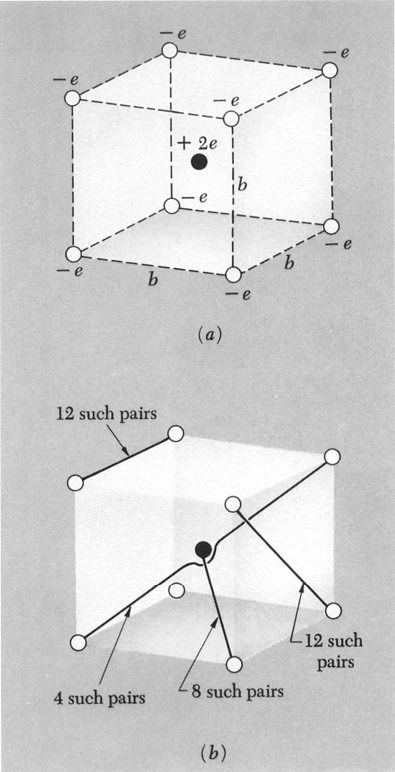 − e
− e
− e
− e
+ 2e
b
− e
− e
− e
b
b
− e
(a)
12 such pairs
12 such
pairs
4 such pairs
8 such pairs
(b)